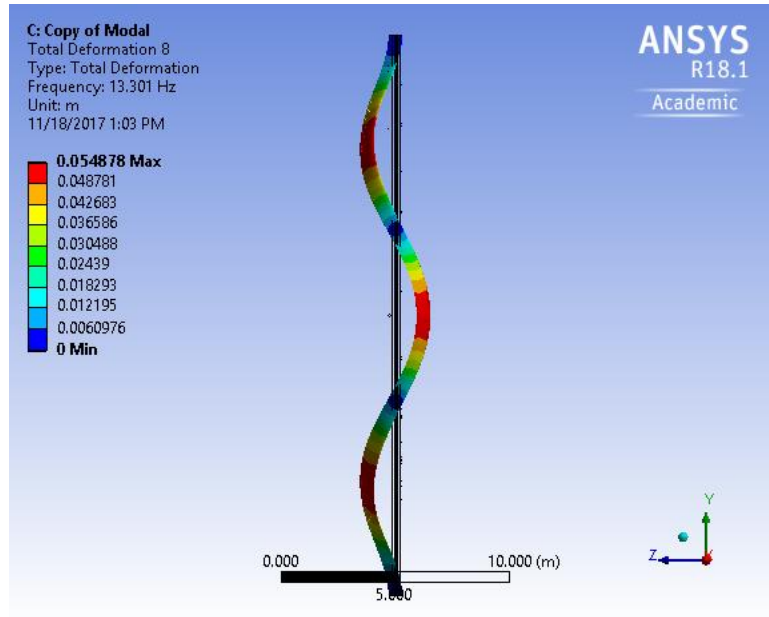 C: Copy of Modal
Total Deformation 8
Type: Total Deformation
Frequency: 13.301 Hz
Unit: m
11/18/2017 1:03 PM
0.054878 Max
0.048781
0.042683
0.036586
0.030488
0.02439
0.018293
0.012195
0.0060976
0 Min
ANSYS
R18.1
Academic
0.000
10.000 (m)
5.000
Y
Z
X